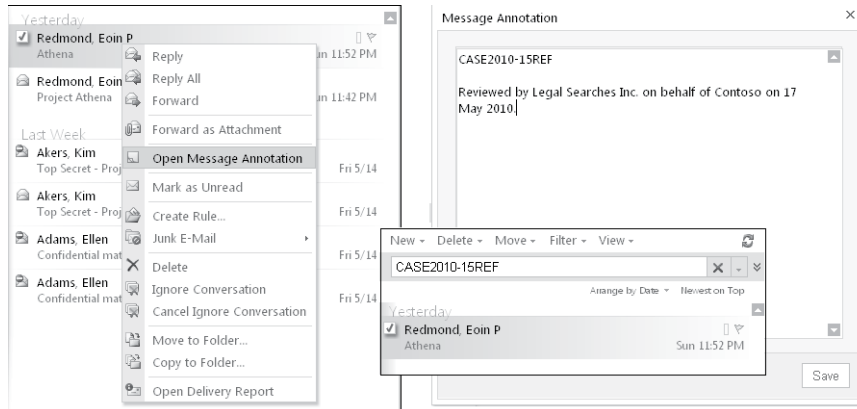 Yesterday
Redmond, Eoin P
Athena
un 11:52 PM
Redmond, Eoin
Project Athena
un 11:42 PM
Last Week
Akers, Kim
Top Secret - Proj
Fri 5/14
Akers, Kim
Top Secret - Proj
Fri 5/14
Adams, Ellen
Confidential mat
Fri 5/14
Adams, Ellen
Confidential mat
Fri 5/14
Reply
Reply All
Forward
Forward as Attachment
Open Message Annotation
Mark as Unread
Create Rule...
Junk E-Mail
Delete
Ignore Conversation
Cancel Ignore Conversation
Move to Folder...
Copy to Folder...
Open Delivery Report
Message Annotation
CASE2010-15REF
Reviewed by Legal Searches Inc. on behalf of Contoso on 17
May 2010.
New Delete Move Filter View
CASE2010-15REF
Arrange by Date Newest on Top
Yesterday
Redmond, Eoin P
Athena
Sun 11:52 PM
Save